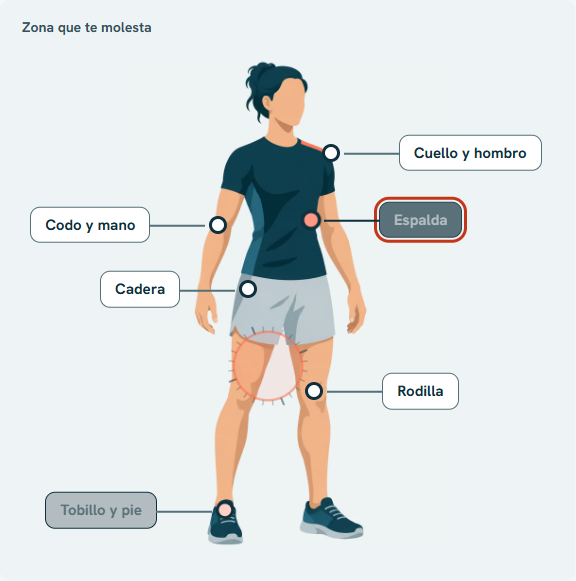 Zona que te molesta
Cuello y hombro
Espalda
Codo y mano
Cadera
Rodilla
Tobillo y pie